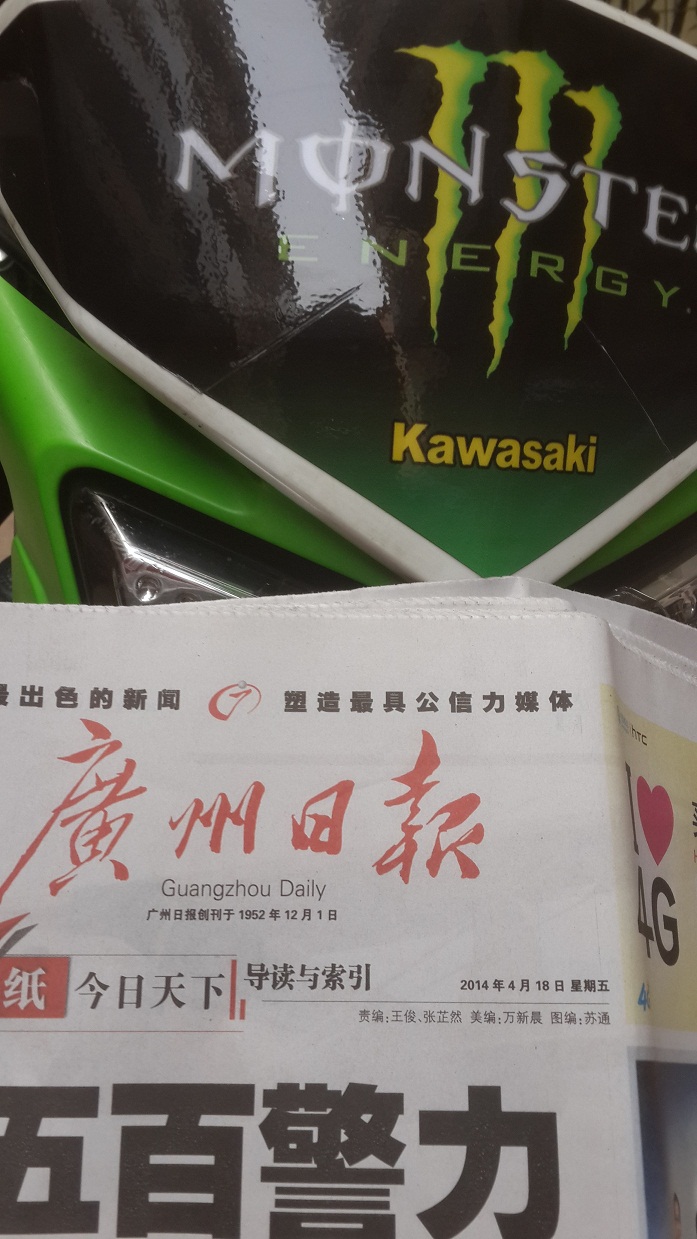 MONSTE
ENERGY
Kawasaki
最出色的新闻 塑造最具公信力媒体
廣州日報
Guangzhou Daily
广州日报创刊于1952年12月1日
纸 今日天下 导读与索引
2014年4月18日 星期五
责编:王俊、张芷然 美编:万新晨 图编:苏通
五百警力
htc
I
4G